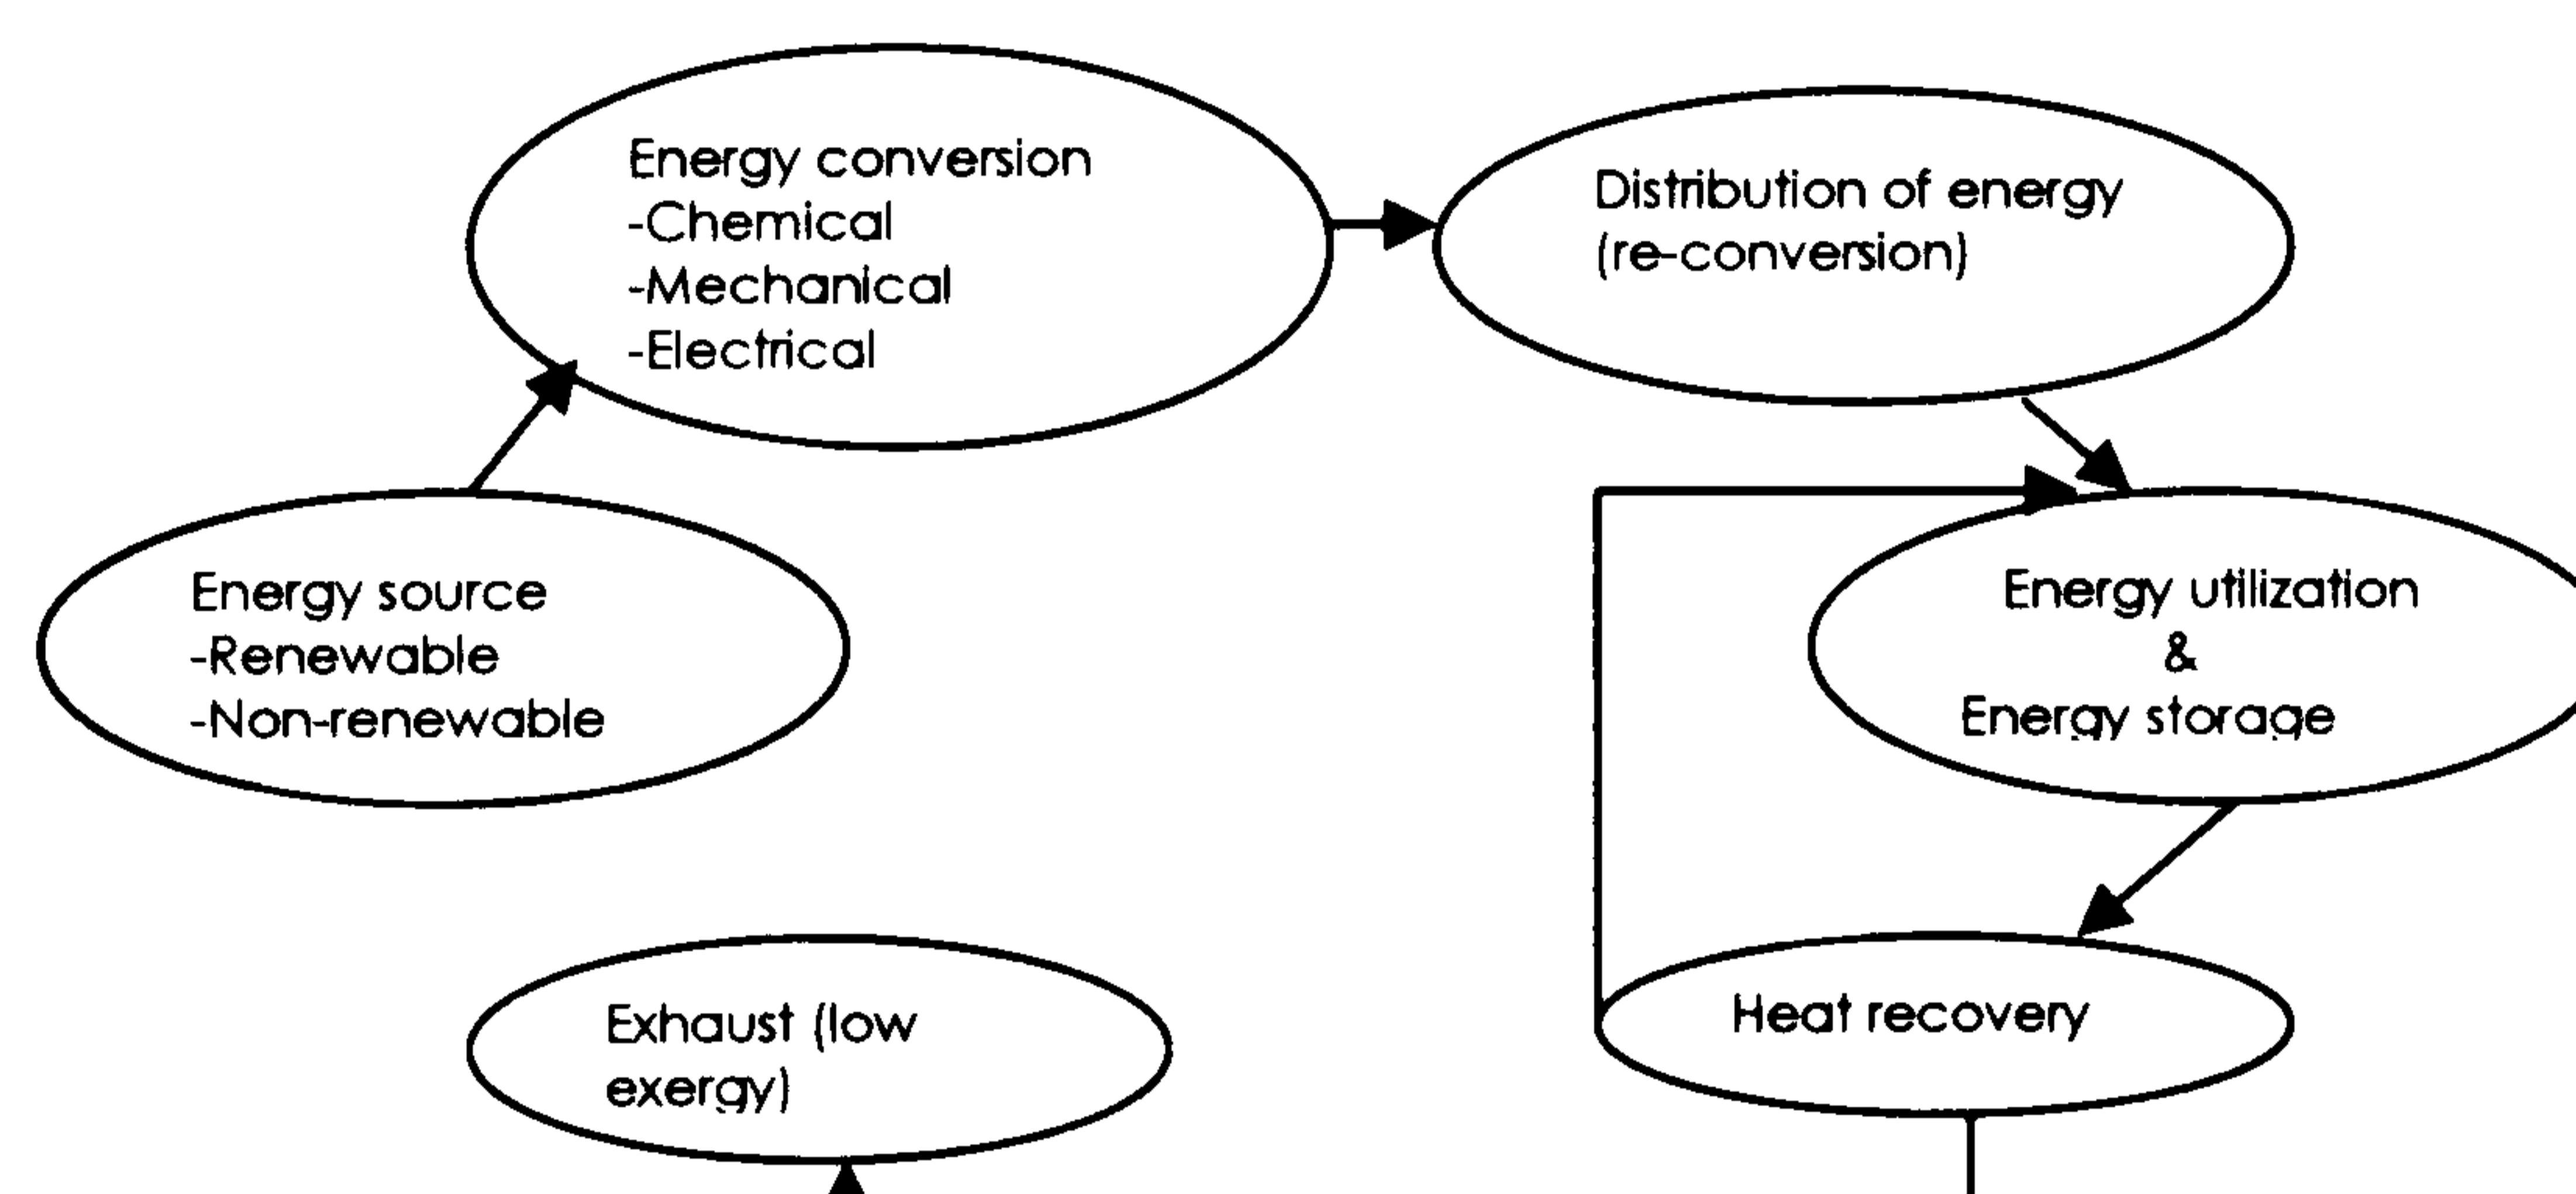 Energy conversion
-Chemical
-Mechanical
-Electrical
Distribution of energy
(re-conversion)
Energy source
-Renewable
-Non-renewable
Energy utilization
&
Energy storage
Exhaust (low
exergy)
Heat recovery